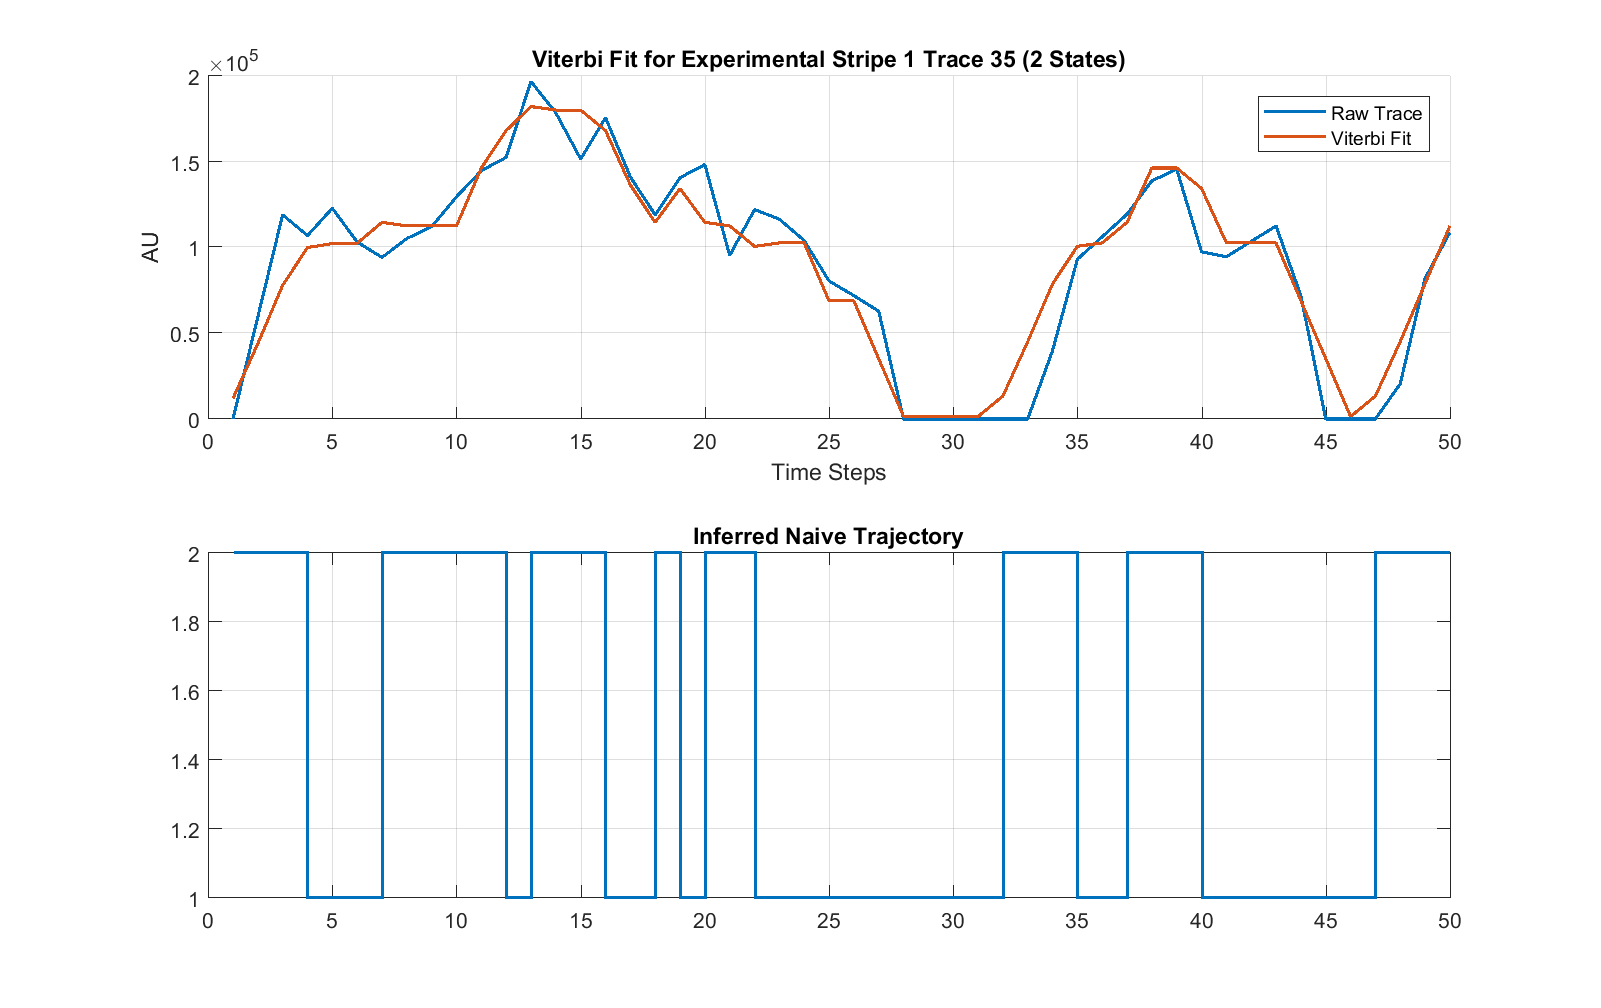 Viterbi Fit for Experimental Stripe 1 Trace 35 (2 States)
×10⁵
2
1.5
1
0.5
0
AU
Raw Trace
Viterbi Fit
0 5 10 15 20 25 30 35 40 45 50
Time Steps
Inferred Naive Trajectory
2
1.8
1.6
1.4
1.2
1
0 5 10 15 20 25 30 35 40 45 50